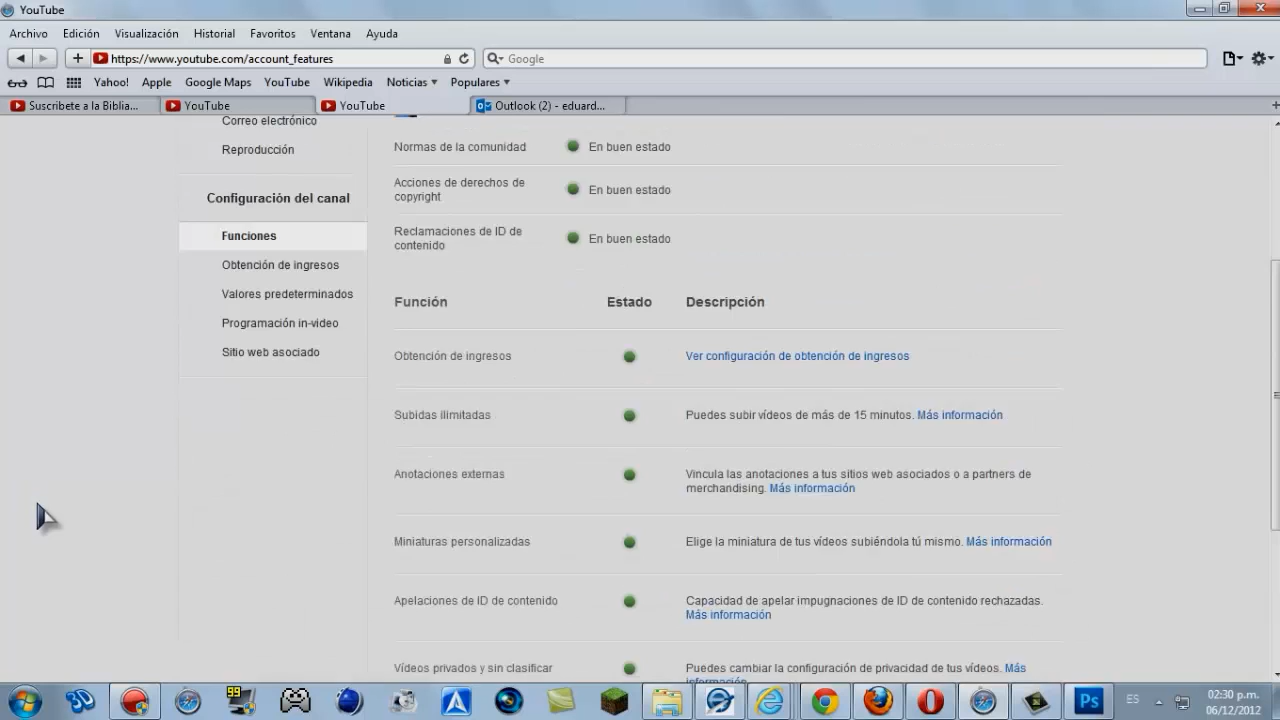 YouTube
Archivo Edición Visualización Historial Favoritos Ventana Ayuda
https://www.youtube.com/account_features
Google
Yahoo! Apple Google Maps YouTube Wikipedia Noticias Populares
Suscribete a la Biblia... YouTube YouTube Outlook (2) - eduard...
Correo electrónico
Reproducción
Configuración del canal
Funciones
Obtención de ingresos
Valores predeterminados
Programación in-video
Sitio web asociado
Normas de la comunidad En buen estado
Acciones de derechos de
copyright
En buen estado
Reclamaciones de ID de
contenido
En buen estado
Función Estado Descripción
Obtención de ingresos Ver configuración de obtención de ingresos
Subidas ilimitadas Puedes subir vídeos de más de 15 minutos. Más información
Anotaciones externas Vincula las anotaciones a tus sitios web asociados o a partners de
merchandising. Más información
Miniaturas personalizadas Elige la miniatura de tus vídeos subiéndola tú mismo. Más información
Apelaciones de ID de contenido Capacidad de apelar impugnaciones de ID de contenido rechazadas.
Más información
Vídeos privados y sin clasificar Puedes cambiar la configuración de privacidad de tus vídeos. Más
información
99
Ps
ES
02:30 p.m.
06/12/2012